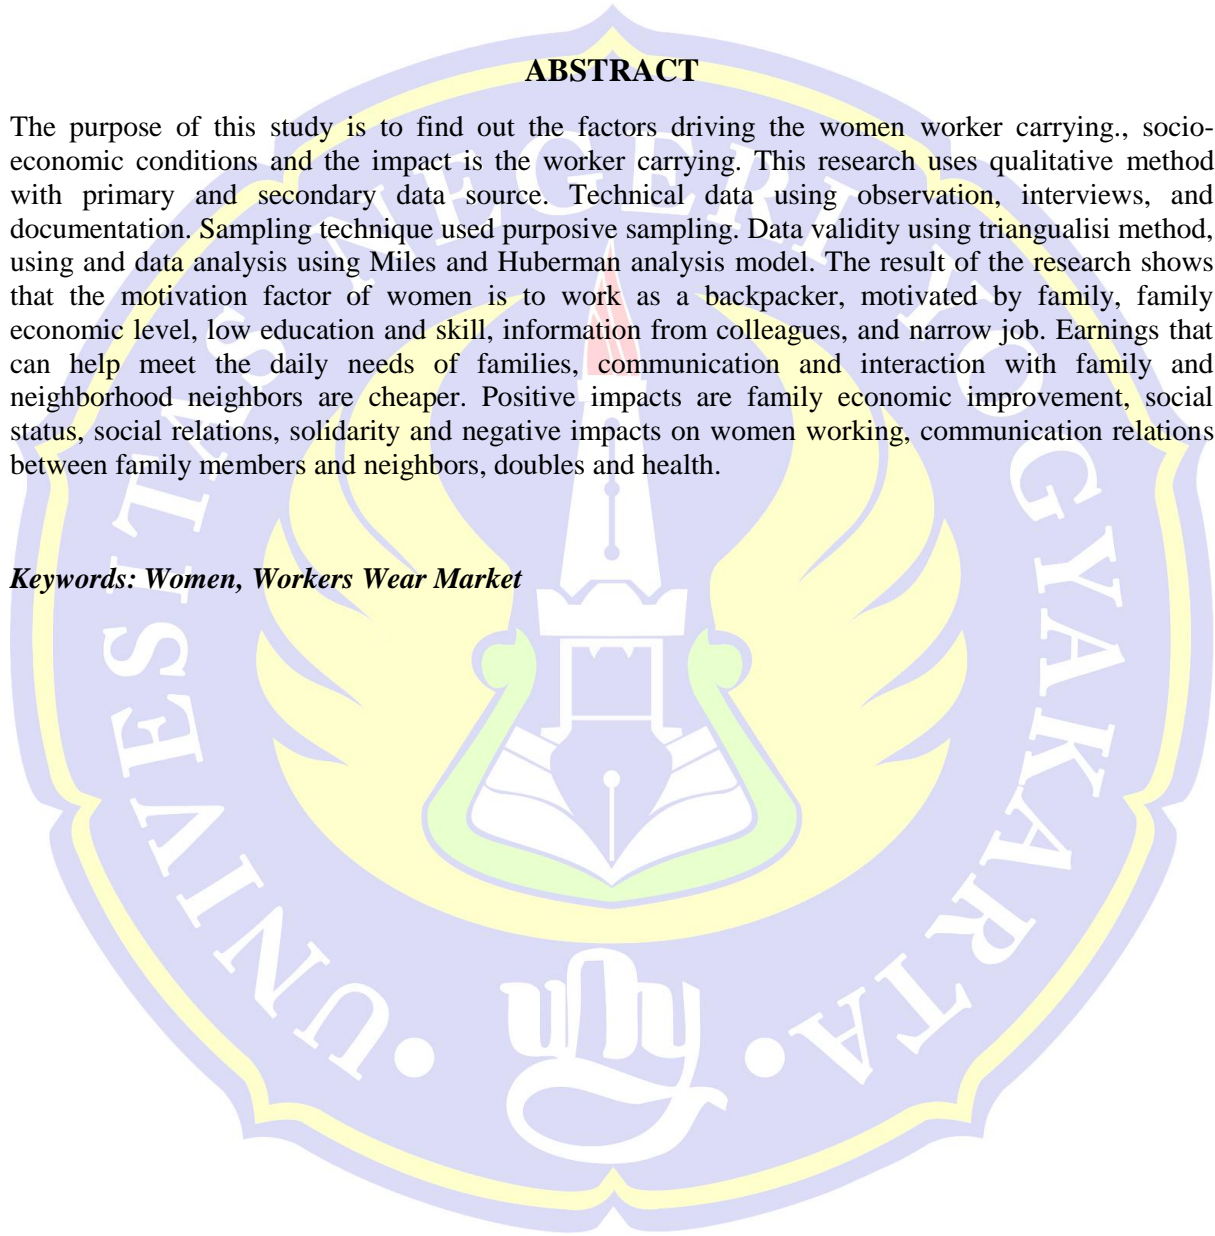 ABSTRACT
The purpose of this study is to find out the factors driving the women worker carrying., socio-
economic conditions and the impact is the worker carrying. This research uses qualitative method
with primary and secondary data source. Technical data using observation, interviews, and
documentation. Sampling technique used purposive sampling. Data validity using triangualisi method,
using and data analysis using Miles and Huberman analysis model. The result of the research shows
that the motivation factor of women is to work as a backpacker, motivated by family, family
economic level, low education and skill, information from colleagues, and narrow job. Earnings that
can help meet the daily needs of families, communication and interaction with family and
neighborhood neighbors are cheaper. Positive impacts are family economic improvement, social
status, social relations, solidarity and negative impacts on women working, communication relations
between family members and neighbors, doubles and health.
Keywords: Women, Workers Wear Market
UNIVESITAS NEGERI YOGYAKARTA
uny